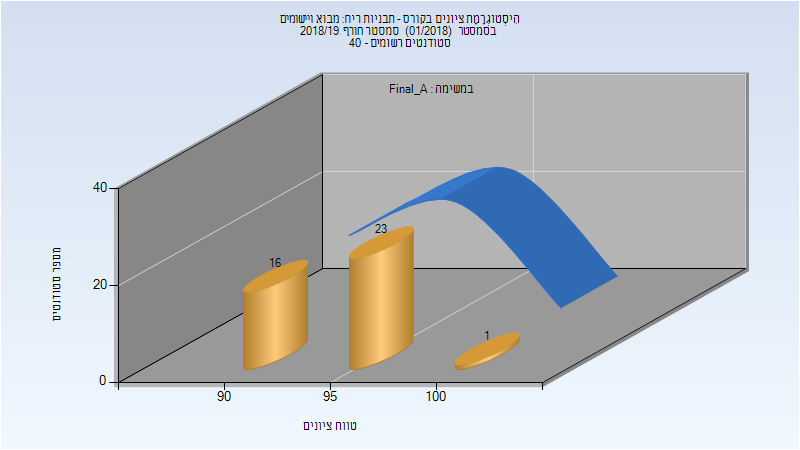 היסטוגרמת ציונים בקורס - תבניות ריח: מבוא ויישומים
בסמסטר (01/2018) סמסטר חורף 2018/19
סטודנטים רשומים - 40
במשימה : Final_A
מספר סטודנטים
40
20
0
16
23
1
90
95
100
טווח ציונים